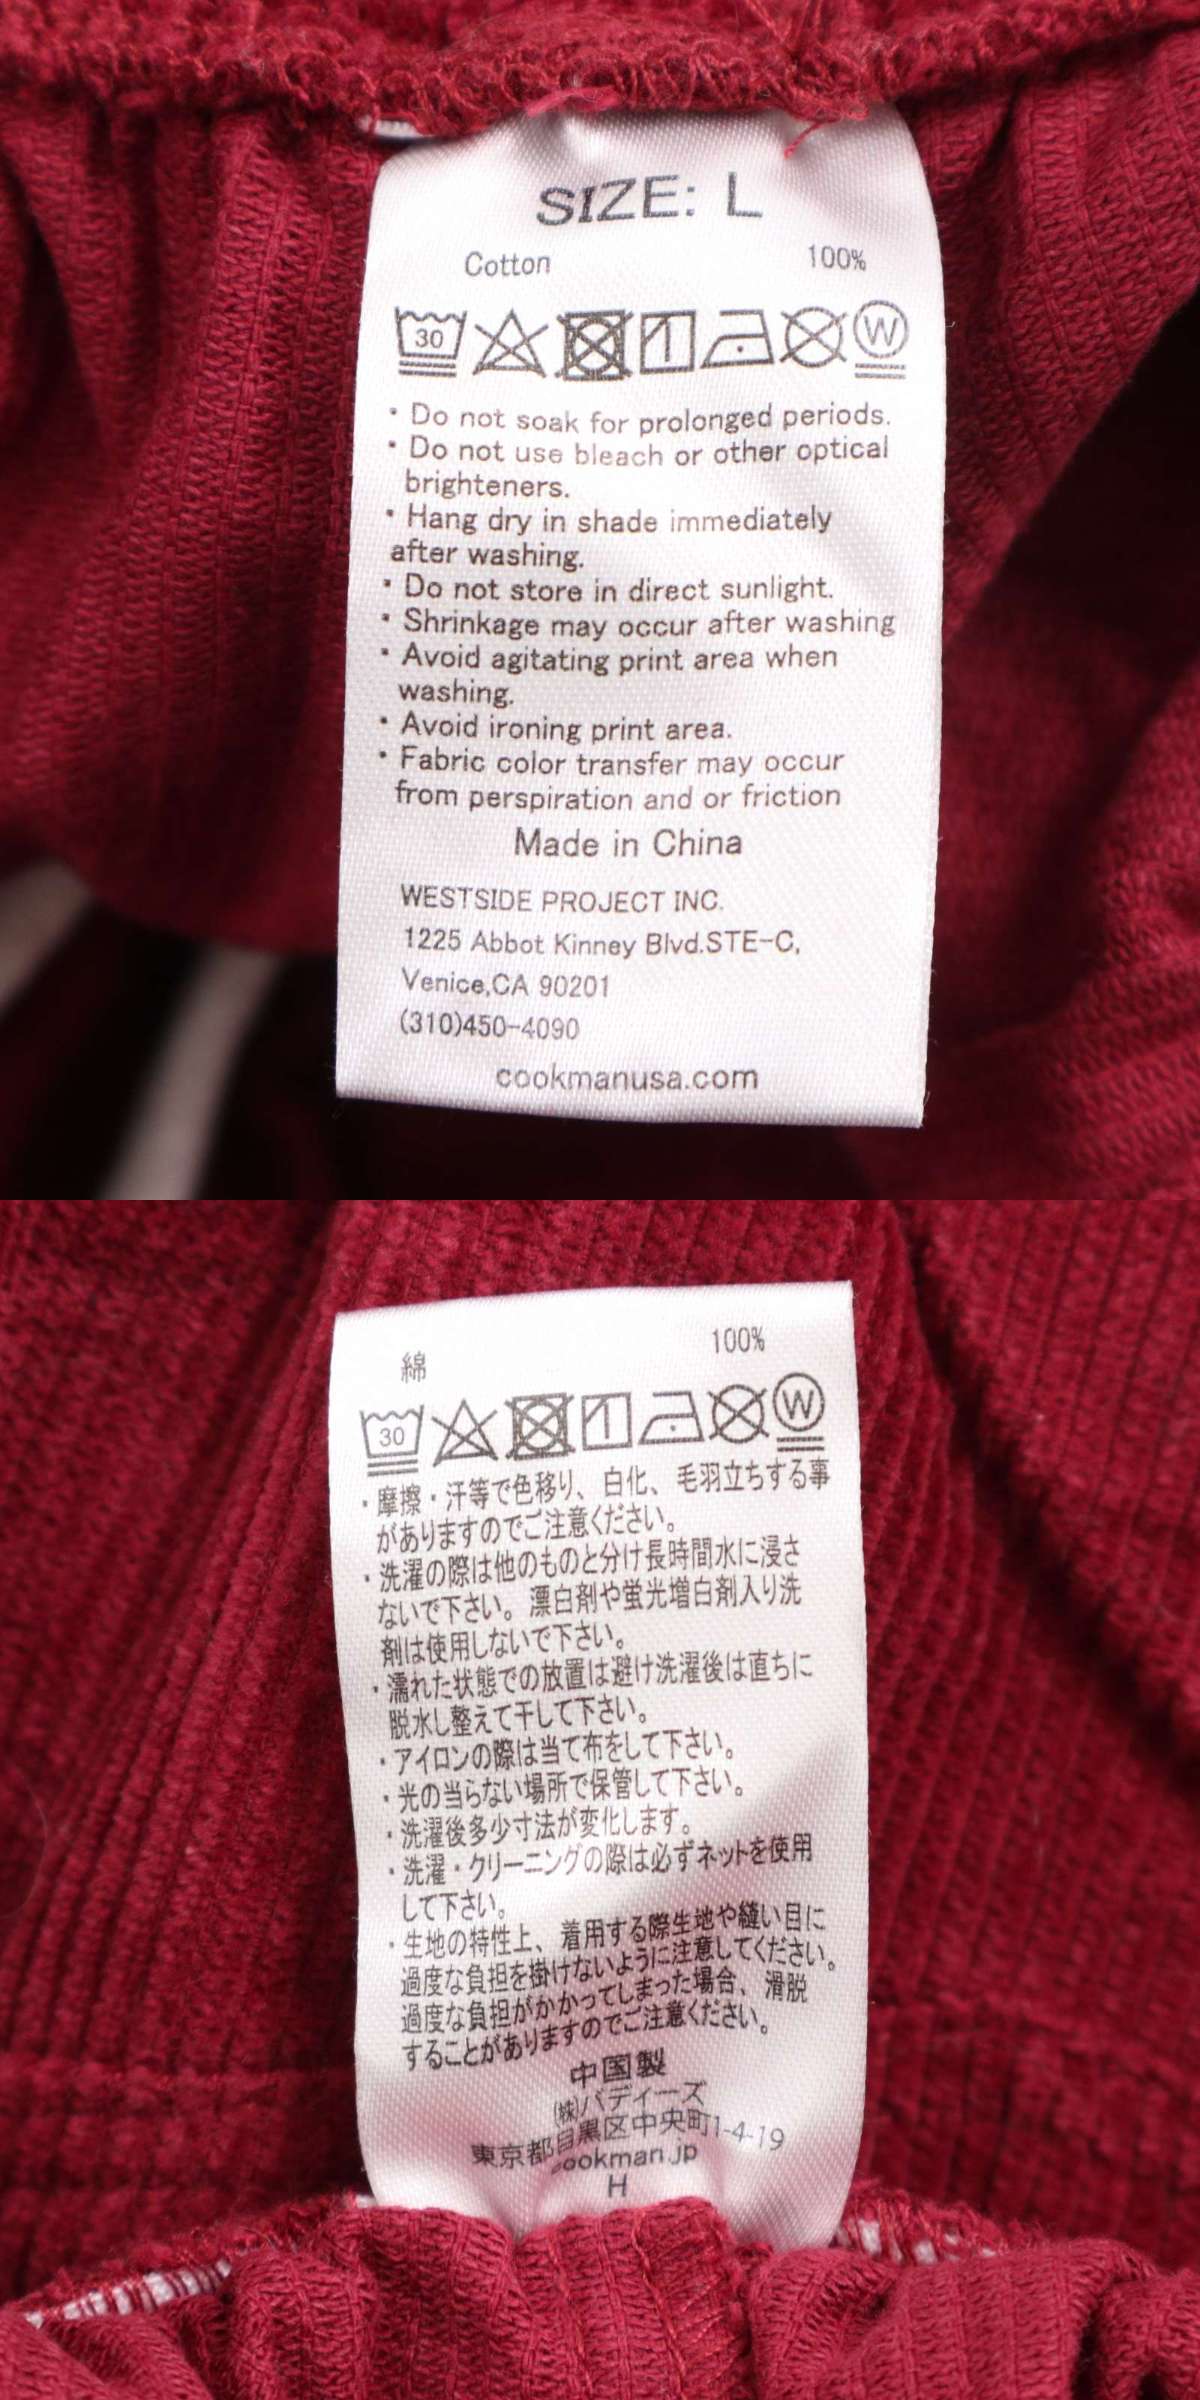 SIZE: L
Cotton 100%
30 W
・Do not soak for prolonged periods.
・Do not use bleach or other optical
brighteners.
・Hang dry in shade immediately
after washing.
・Do not store in direct sunlight.
・Shrinkage may occur after washing
・Avoid agitating print area when
washing.
・Avoid ironing print area.
・Fabric color transfer may occur
from perspiration and or friction
Made in China
WESTSIDE PROJECT INC.
1225 Abbot Kinney Blvd.STE-C,
Venice,CA 90201
(310)450-4090
cookmanusa.com
綿 100%
30 W
・摩擦・汗等で色移り、白化、毛羽立ちする事
がありますのでご注意ください。
・洗濯の際は他のものと分け長時間水に浸さ
ないで下さい。漂白剤や蛍光増白剤入り洗
剤は使用しないで下さい。
・濡れた状態での放置は避け洗濯後は直ちに
脱水し整えて干して下さい。
・アイロンの際は当て布をして下さい。
・光の当らない場所で保管して下さい。
・洗濯後多少寸法が変化します。
・洗濯・クリーニングの際は必ずネットを使用
して下さい。
・生地の特性上、着用する際生地や縫い目に
過度な負担を掛けないように注意してください。
過度な負担がかかってしまった場合、滑脱
することがありますのでご注意ください。
中国製
㈱バディーズ
東京都目黒区中央町1-4-19
cookman.jp
H